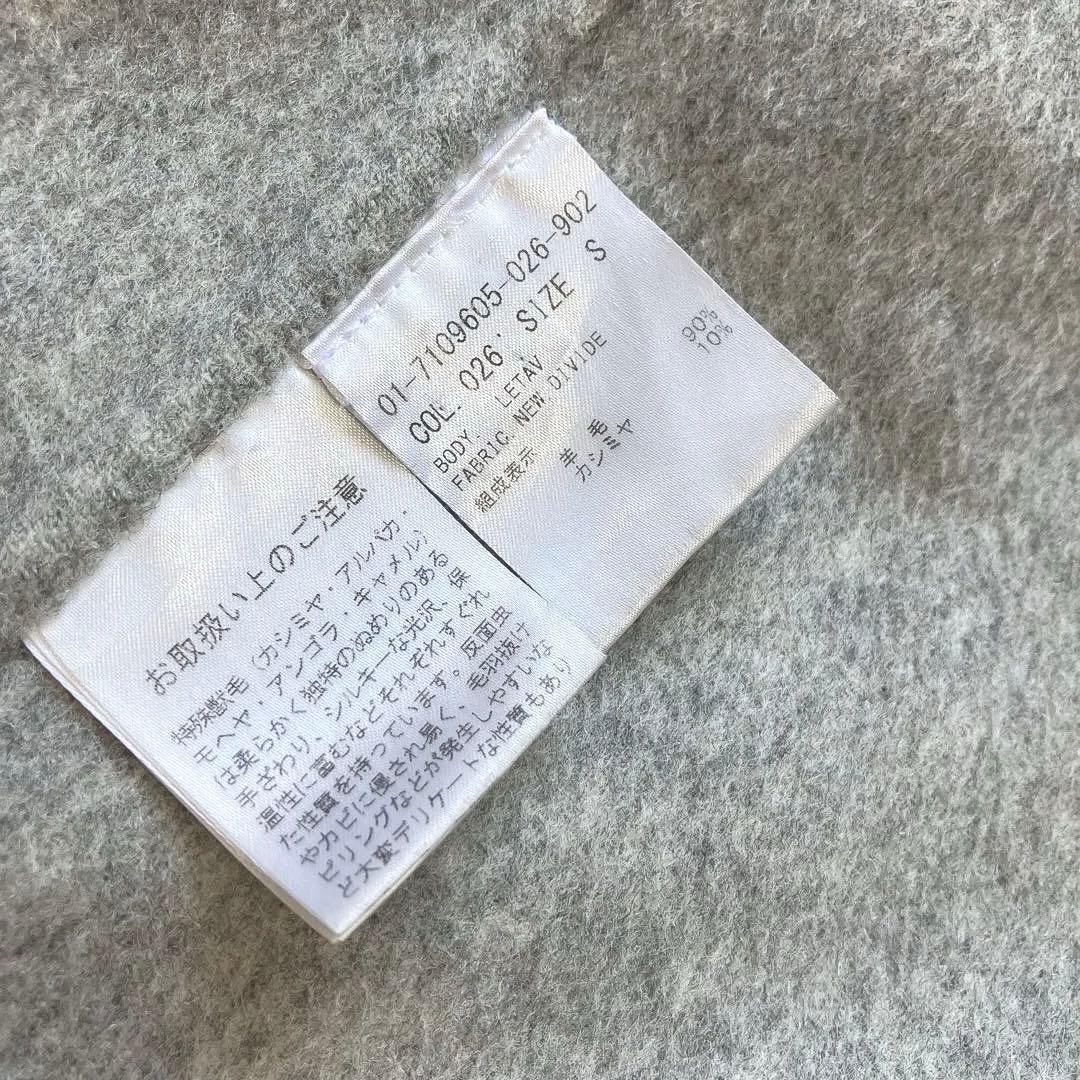 01-7109605-026-902
COL. 026 SIZE S
BODY. LETAV.
FABRIC NEW DIVIDE
組成表示 羊毛 90%
カシミヤ 10%
お取扱い上のご注意
特殊獣毛（カシミヤ・アルパカ・
モヘヤ・アンゴラ・キャメル）
は柔らかく独特のぬめりのある
手ざわり、シルキーな光沢、保
温性に富むなどそれぞれすぐれ
た性質を持っています。反面虫
やカビに侵され易く、毛羽抜け
ピリングなどが発生しやすいな
ど大変デリケートな性質もあり